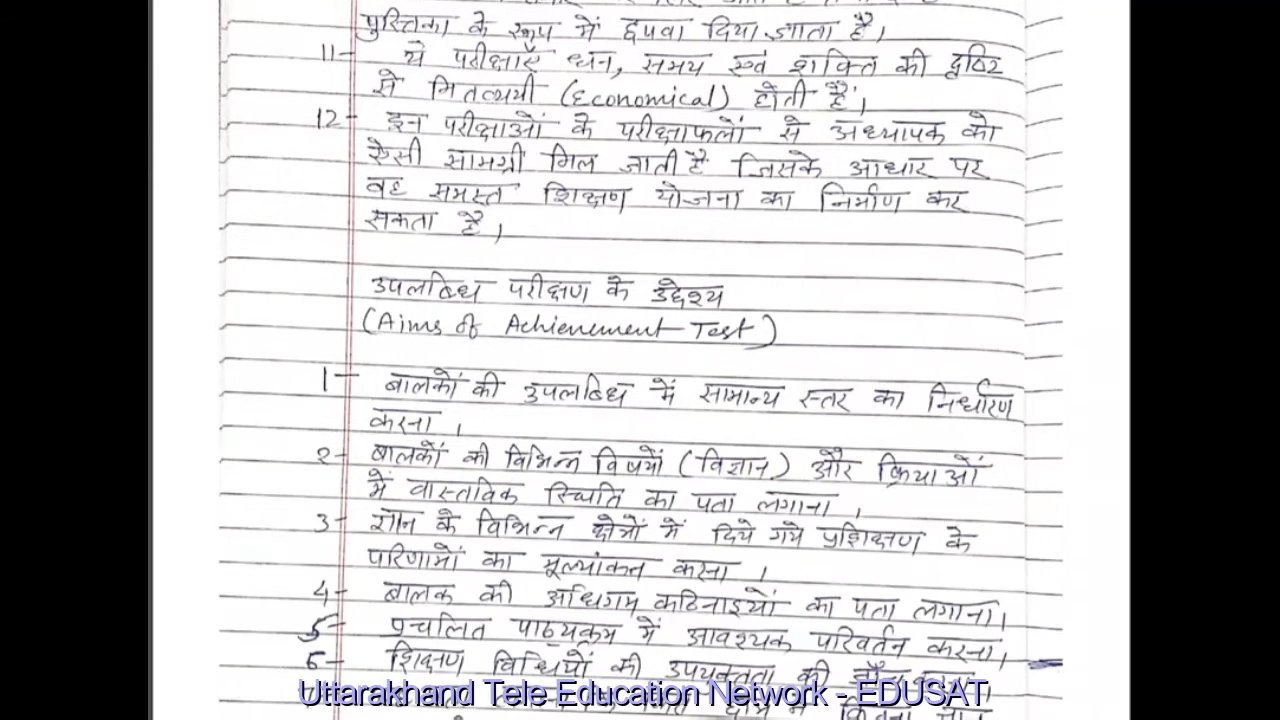 पुस्तिका के रूप में छपवा दिया जाता है।
11- ये परीक्षाएँ धन, समय एवं शक्ति की दृष्टि
से मितव्ययी (Economical) होती हैं।
12- इन परीक्षाओं के परीक्षाफलों से अध्यापक को
ऐसी सामग्री मिल जाती है जिसके आधार पर
वह समस्त शिक्षण योजना का निर्माण कर
सकता है।
उपलब्धि परीक्षण के उद्देश्य
(Aims of Achievement Test)
1- बालकों की उपलब्धि में सामान्य स्तर का निर्धारण
करना।
2- बालकों की विभिन्न विषयों (विज्ञान) और क्रियाओं
में वास्तविक स्थिति का पता लगाना।
3- ज्ञान के विभिन्न क्षेत्रों में दिये गये प्रशिक्षण के
परिणामों का मूल्यांकन करना।
4- बालक की अधिगम कठिनाइयों का पता लगाना।
5- प्रचलित पाठ्यक्रम में आवश्यक परिवर्तन करना।
6- शिक्षण विधियों की उपयुक्तता की
Uttarakhand Tele Education Network - EDUSAT